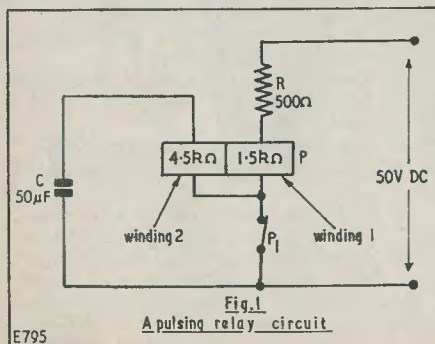 R
500Ω
4·5kΩ 1·5kΩ P
C
50μF
50V DC
winding 2
winding 1
P1
Fig.1
A pulsing relay circuit
E795